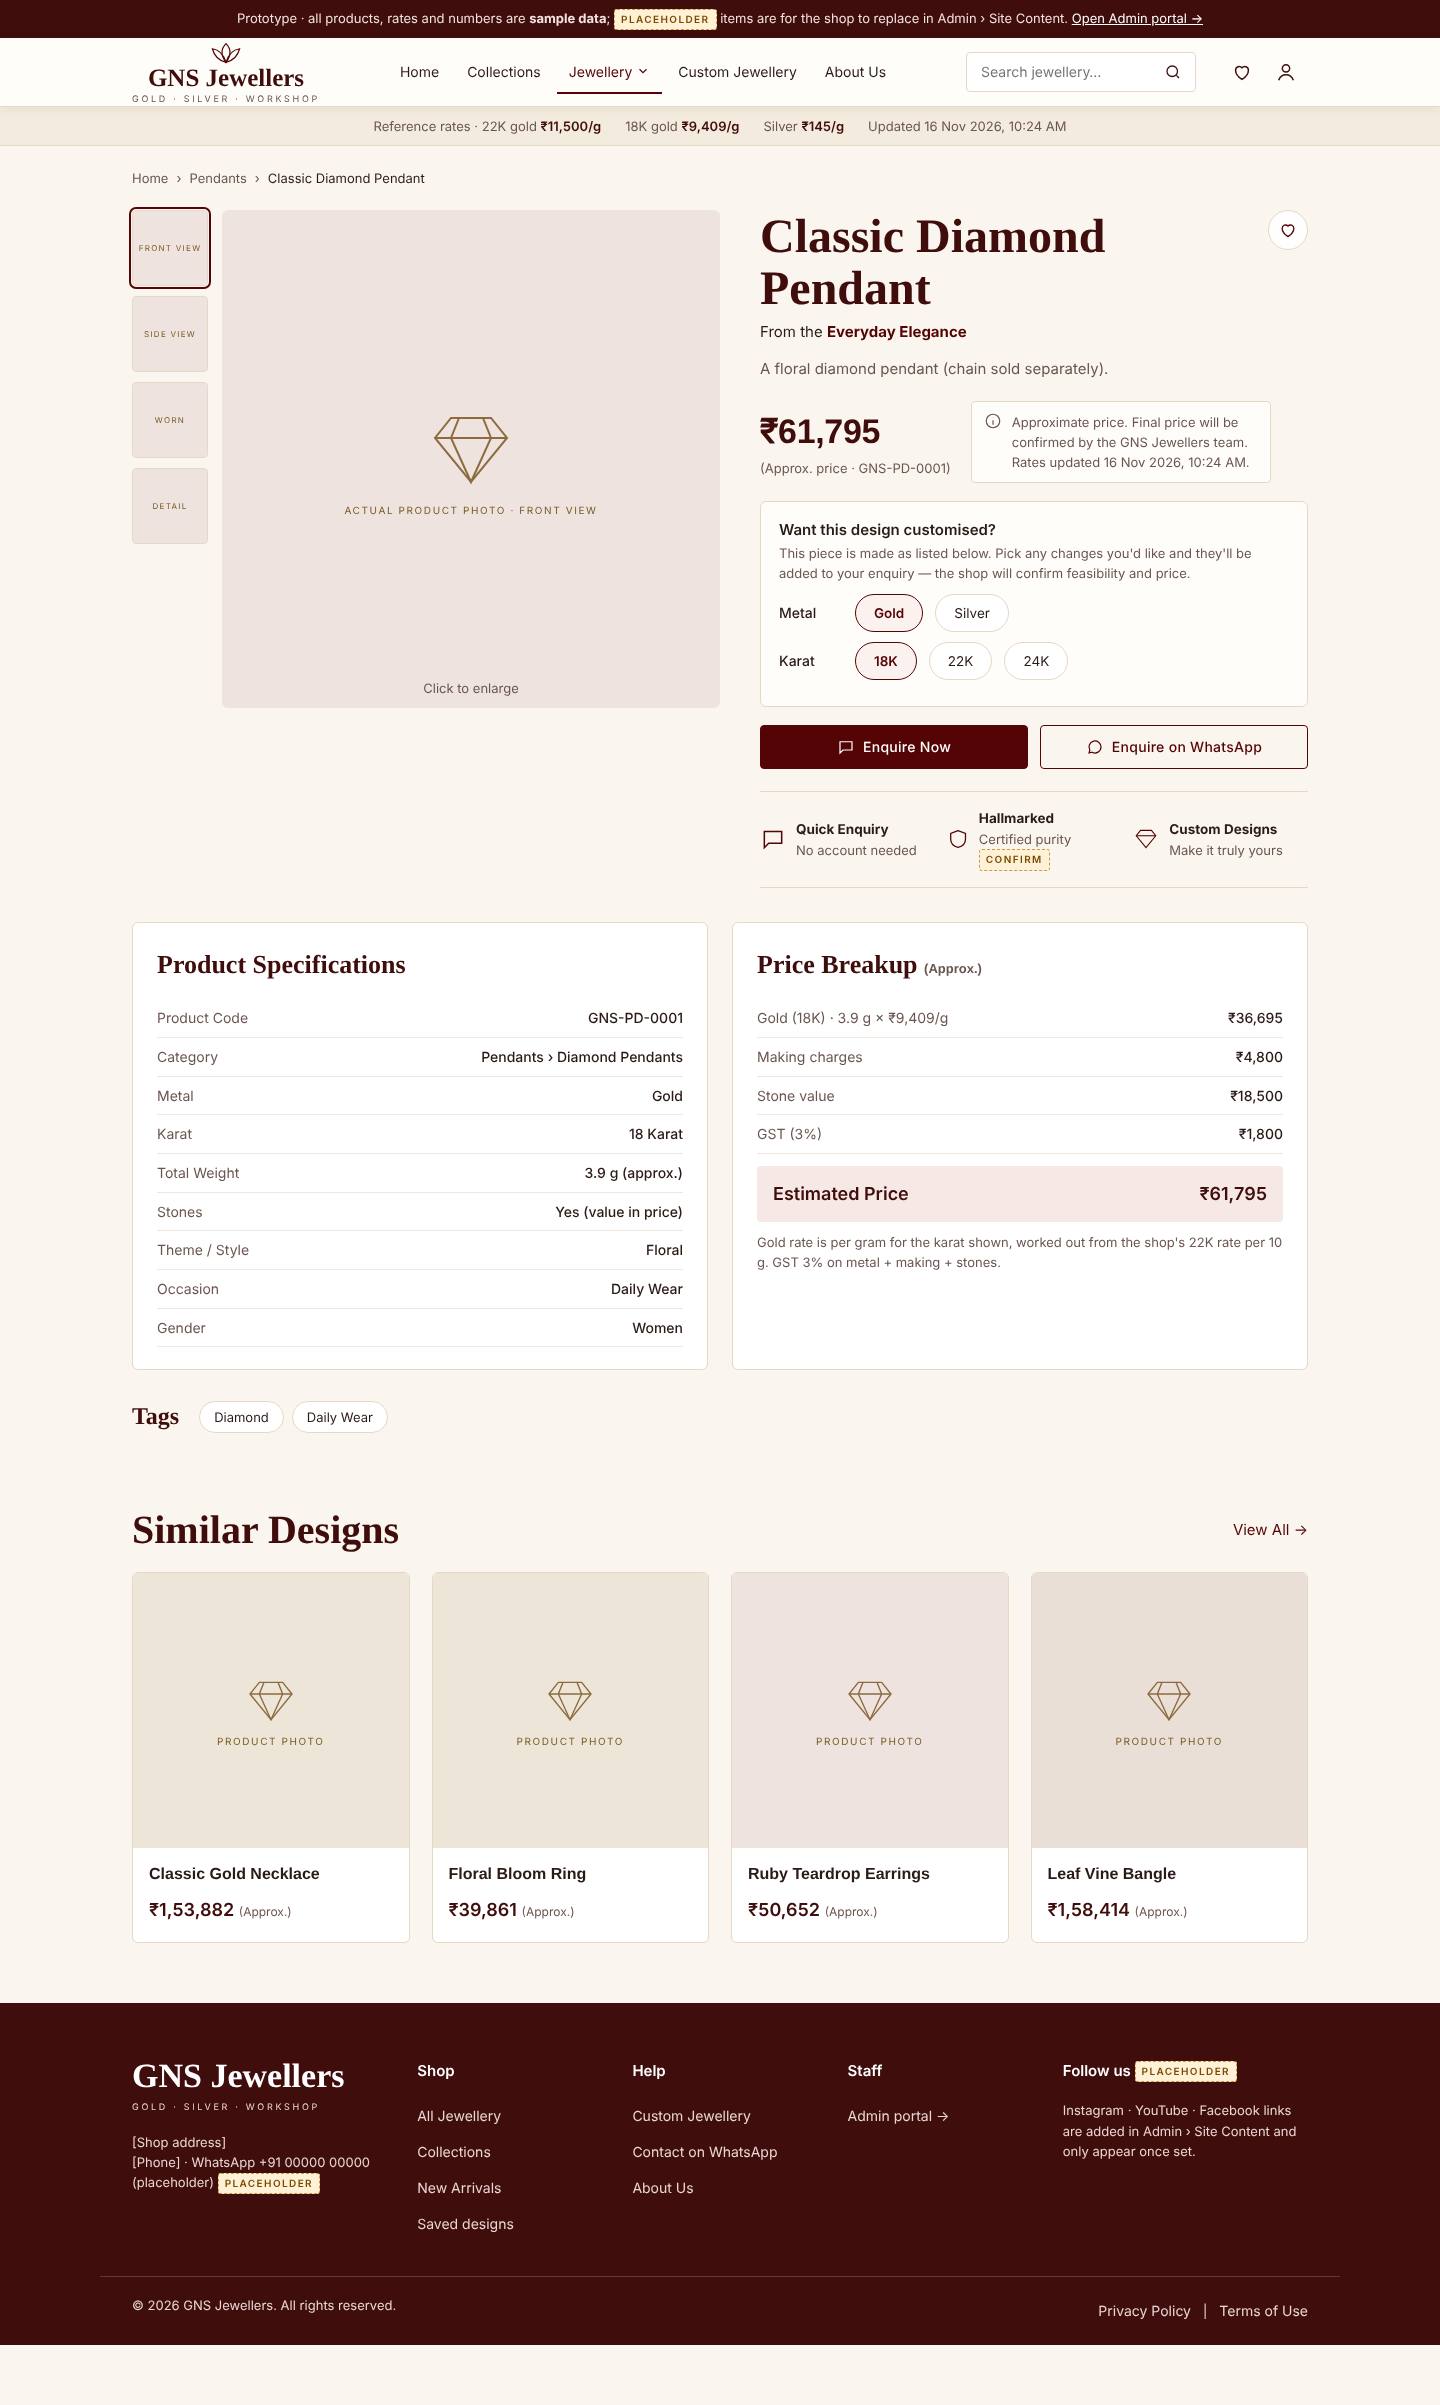 Prototype · all products, rates and numbers are sample data; PLACEHOLDER items are for the shop to replace in Admin › Site Content. Open Admin portal →
GNS Jewellers
GOLD · SILVER · WORKSHOP
Home
Collections
Jewellery
Custom Jewellery
About Us
Search jewellery...
Reference rates · 22K gold ₹11,500/g 18K gold ₹9,409/g Silver ₹145/g Updated 16 Nov 2026, 10:24 AM
Home › Pendants › Classic Diamond Pendant
FRONT VIEW
SIDE VIEW
WORN
DETAIL
ACTUAL PRODUCT PHOTO · FRONT VIEW
Click to enlarge
Classic Diamond
Pendant
From the Everyday Elegance
A floral diamond pendant (chain sold separately).
₹61,795
(Approx. price · GNS-PD-0001)
Approximate price. Final price will be
confirmed by the GNS Jewellers team.
Rates updated 16 Nov 2026, 10:24 AM.
Want this design customised?
This piece is made as listed below. Pick any changes you'd like and they'll be
added to your enquiry — the shop will confirm feasibility and price.
Metal Gold Silver
Karat 18K 22K 24K
Enquire Now
Enquire on WhatsApp
Quick Enquiry
No account needed
Hallmarked
Certified purity
CONFIRM
Custom Designs
Make it truly yours
Product Specifications
Product Code GNS-PD-0001
Category Pendants › Diamond Pendants
Metal Gold
Karat 18 Karat
Total Weight 3.9 g (approx.)
Stones Yes (value in price)
Theme / Style Floral
Occasion Daily Wear
Gender Women
Price Breakup (Approx.)
Gold (18K) · 3.9 g × ₹9,409/g ₹36,695
Making charges ₹4,800
Stone value ₹18,500
GST (3%) ₹1,800
Estimated Price ₹61,795
Gold rate is per gram for the karat shown, worked out from the shop's 22K rate per 10
g. GST 3% on metal + making + stones.
Tags Diamond Daily Wear
Similar Designs
View All →
PRODUCT PHOTO
Classic Gold Necklace
₹1,53,882 (Approx.)
PRODUCT PHOTO
Floral Bloom Ring
₹39,861 (Approx.)
PRODUCT PHOTO
Ruby Teardrop Earrings
₹50,652 (Approx.)
PRODUCT PHOTO
Leaf Vine Bangle
₹1,58,414 (Approx.)
GNS Jewellers
GOLD · SILVER · WORKSHOP
[Shop address]
[Phone] · WhatsApp +91 00000 00000
(placeholder) PLACEHOLDER
Shop
All Jewellery
Collections
New Arrivals
Saved designs
Help
Custom Jewellery
Contact on WhatsApp
About Us
Staff
Admin portal →
Follow us PLACEHOLDER
Instagram · YouTube · Facebook links
are added in Admin › Site Content and
only appear once set.
© 2026 GNS Jewellers. All rights reserved.
Privacy Policy | Terms of Use